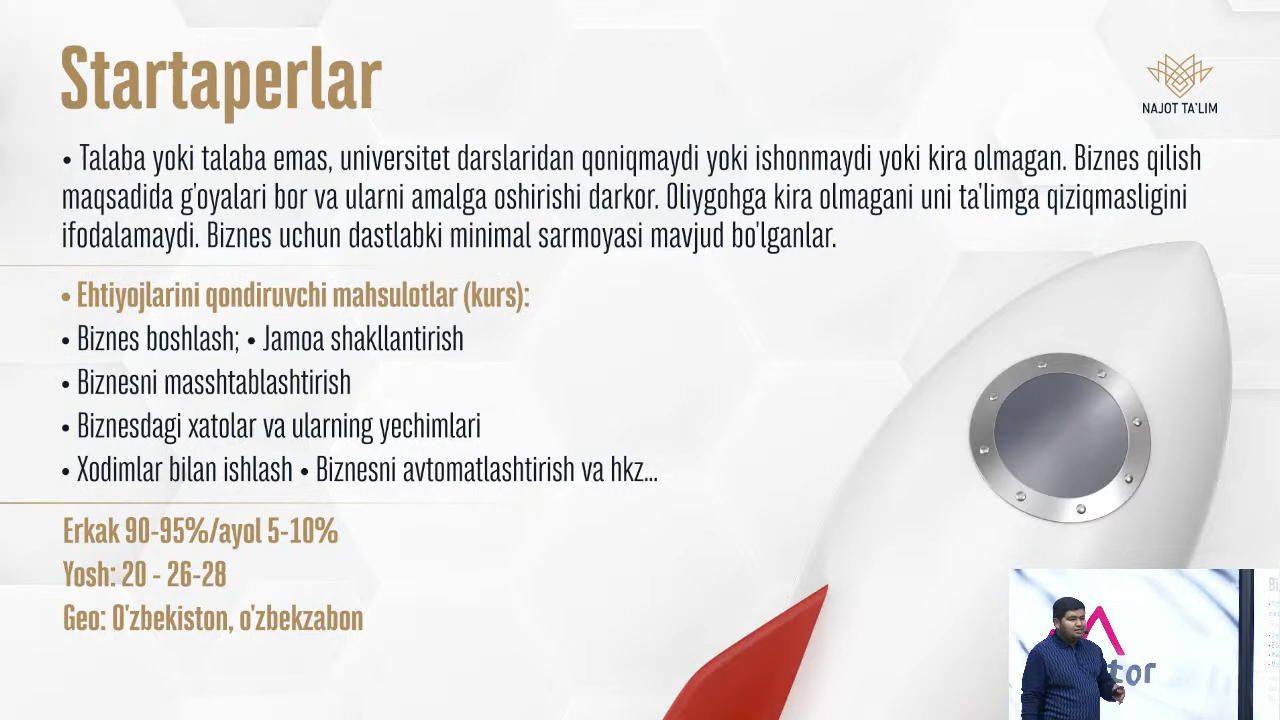 Startaperlar
NAJOT TA'LIM
• Talaba yoki talaba emas, universitet darslaridan qoniqmaydi yoki ishonmaydi yoki kira olmagan. Biznes qilish
maqsadida g'oyalari bor va ularni amalga oshirishi darkor. Oliygohga kira olmagani uni ta'limga qiziqmasligini
ifodalamaydi. Biznes uchun dastlabki minimal sarmoyasi mavjud bo'lganlar.
• Ehtiyojlarini qondiruvchi mahsulotlar (kurs):
• Biznes boshlash; • Jamoa shakllantirish
• Biznesni masshtablashtirish
• Biznesdagi xatolar va ularning yechimlari
• Xodimlar bilan ishlash • Biznesni avtomatlashtirish va hkz...
Erkak 90-95%/ayol 5-10%
Yosh: 20 - 26-28
Geo: O'zbekiston, o'zbekzabon